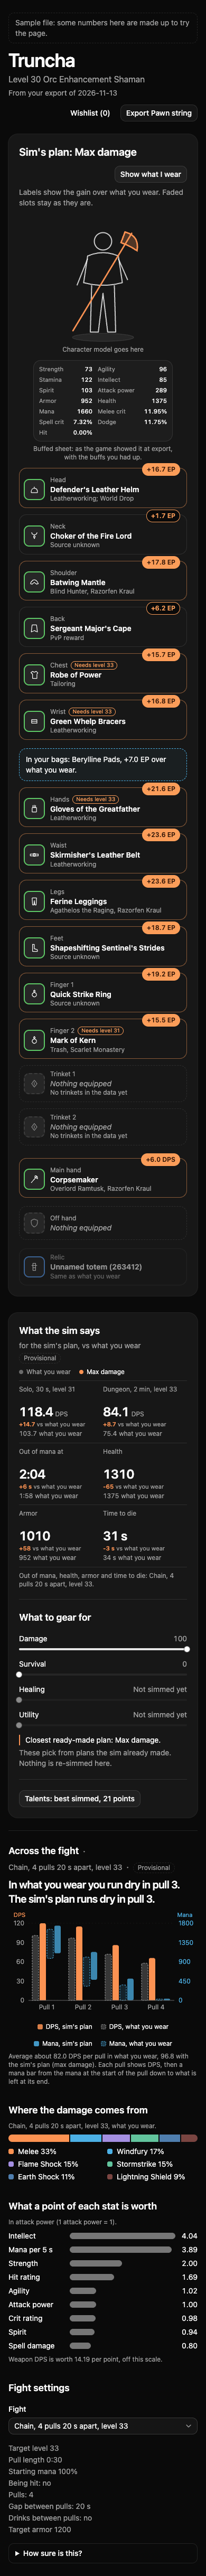 Sample file: some numbers here are made up to try
the page.
Truncha
Level 30 Orc Enhancement Shaman
From your export of 2026-11-13
Wishlist (0)
Export Pawn string
Sim's plan: Max damage
Show what I wear
Labels show the gain over what you wear. Faded
slots stay as they are.
Character model goes here
Strength 73 Agility 96
Stamina 122 Intellect 85
Spirit 103 Attack power 289
Armor 952 Health 1375
Mana 1660 Melee crit 11.95%
Spell crit 7.32% Dodge 11.75%
Hit 0.00%
Buffed sheet: as the game showed it at export,
with the buffs you had up.
+16.7 EP
Head
Defender's Leather Helm
Leatherworking; World Drop
+1.7 EP
Neck
Choker of the Fire Lord
Source unknown
+17.8 EP
Shoulder
Batwing Mantle
Blind Hunter, Razorfen Kraul
+6.2 EP
Back
Sergeant Major's Cape
PvP reward
+15.7 EP
Chest Needs level 33
Robe of Power
Tailoring
+16.8 EP
Wrist Needs level 33
Green Whelp Bracers
Leatherworking
In your bags: Berylline Pads, +7.0 EP over
what you wear.
+21.6 EP
Hands Needs level 33
Gloves of the Greatfather
Leatherworking
+23.6 EP
Waist
Skirmisher's Leather Belt
Leatherworking
+23.6 EP
Legs
Ferine Leggings
Agathelos the Raging, Razorfen Kraul
+18.7 EP
Feet
Shapeshifting Sentinel's Strides
Source unknown
+19.2 EP
Finger 1
Quick Strike Ring
Source unknown
+15.5 EP
Finger 2 Needs level 31
Mark of Kern
Trash, Scarlet Monastery
Trinket 1
Nothing equipped
No trinkets in the data yet
Trinket 2
Nothing equipped
No trinkets in the data yet
+6.0 DPS
Main hand
Corpsemaker
Overlord Ramtusk, Razorfen Kraul
Off hand
Nothing equipped
Relic
Unnamed totem (263412)
Same as what you wear
What the sim says
for the sim's plan, vs what you wear
Provisional
What you wear Max damage
Solo, 30 s, level 31
118.4 DPS
+14.7 vs what you wear
103.7 what you wear
Dungeon, 2 min, level 33
84.1 DPS
+8.7 vs what you wear
75.4 what you wear
Out of mana at
2:04
+6 s vs what you wear
1:58 what you wear
Health
1310
-65 vs what you wear
1375 what you wear
Armor
1010
+58 vs what you wear
952 what you wear
Time to die
31 s
-3 s vs what you wear
34 s what you wear
Out of mana, health, armor and time to die: Chain, 4
pulls 20 s apart, level 33.
What to gear for
Damage 100
Survival 0
Healing Not simmed yet
Utility Not simmed yet
Closest ready-made plan: Max damage.
These pick from plans the sim already made.
Nothing is re-simmed here.
Talents: best simmed, 21 points
Across the fight ·
Chain, 4 pulls 20 s apart, level 33 · Provisional
In what you wear you run dry in pull 3.
The sim's plan runs dry in pull 3.
DPS Mana
120 1800
90 1350
60 900
30 450
0 0
Pull 1 Pull 2 Pull 3 Pull 4
DPS, sim's plan DPS, what you wear
Mana, sim's plan Mana, what you wear
Average about 82.0 DPS per pull in what you wear, 96.8 with
the sim's plan (max damage). Each pull shows DPS, then a
mana bar from the mana at the start of the pull down to what is
left at its end.
Where the damage comes from
Chain, 4 pulls 20 s apart, level 33, what you wear.
Melee 33% Windfury 17%
Flame Shock 15% Stormstrike 15%
Earth Shock 11% Lightning Shield 9%
What a point of each stat is worth
In attack power (1 attack power = 1).
Intellect 4.04
Mana per 5 s 3.89
Strength 2.00
Hit rating 1.69
Agility 1.02
Attack power 1.00
Crit rating 0.98
Spirit 0.94
Spell damage 0.80
Weapon DPS is worth 14.19 per point, off this scale.
Fight settings
Fight
Chain, 4 pulls 20 s apart, level 33
Target level 33
Pull length 0:30
Starting mana 100%
Being hit: no
Pulls: 4
Gap between pulls: 20 s
Drinks between pulls: no
Target armor 1200
How sure is this?